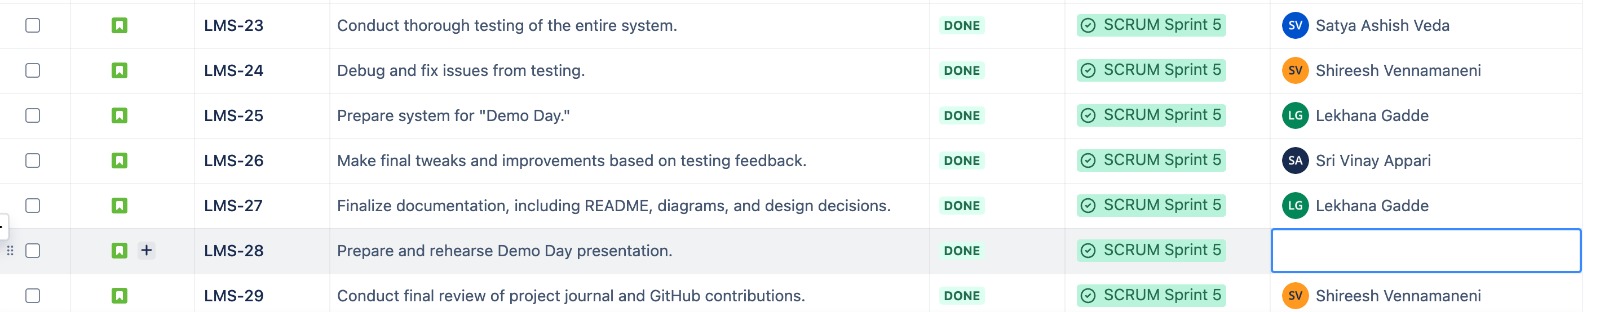 LMS-23 Conduct thorough testing of the entire system. DONE SCRUM Sprint 5 SV Satya Ashish Veda
LMS-24 Debug and fix issues from testing. DONE SCRUM Sprint 5 SV Shireesh Vennamaneni
LMS-25 Prepare system for "Demo Day." DONE SCRUM Sprint 5 LG Lekhana Gadde
LMS-26 Make final tweaks and improvements based on testing feedback. DONE SCRUM Sprint 5 SA Sri Vinay Appari
LMS-27 Finalize documentation, including README, diagrams, and design decisions. DONE SCRUM Sprint 5 LG Lekhana Gadde
LMS-28 Prepare and rehearse Demo Day presentation. DONE SCRUM Sprint 5
LMS-29 Conduct final review of project journal and GitHub contributions. DONE SCRUM Sprint 5 SV Shireesh Vennamaneni